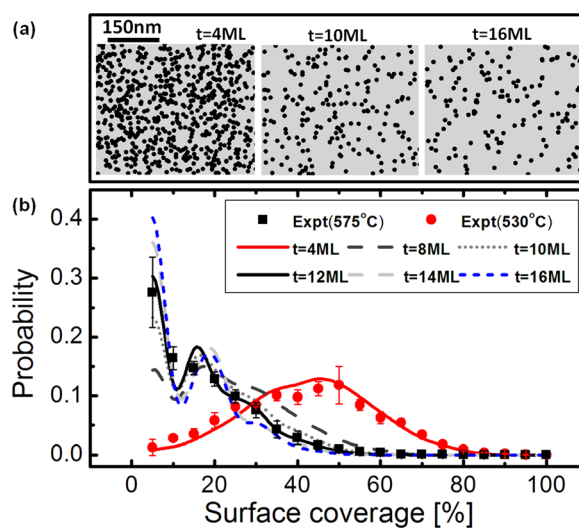 (a) 150nm t=4ML t=10ML t=16ML
(b)
Expt(575°C) Expt(530°C)
t=4ML t=8ML t=10ML
t=12ML t=14ML t=16ML
0.4
0.3
0.2
0.1
0.0
Probability
0 20 40 60 80 100
Surface coverage [%]